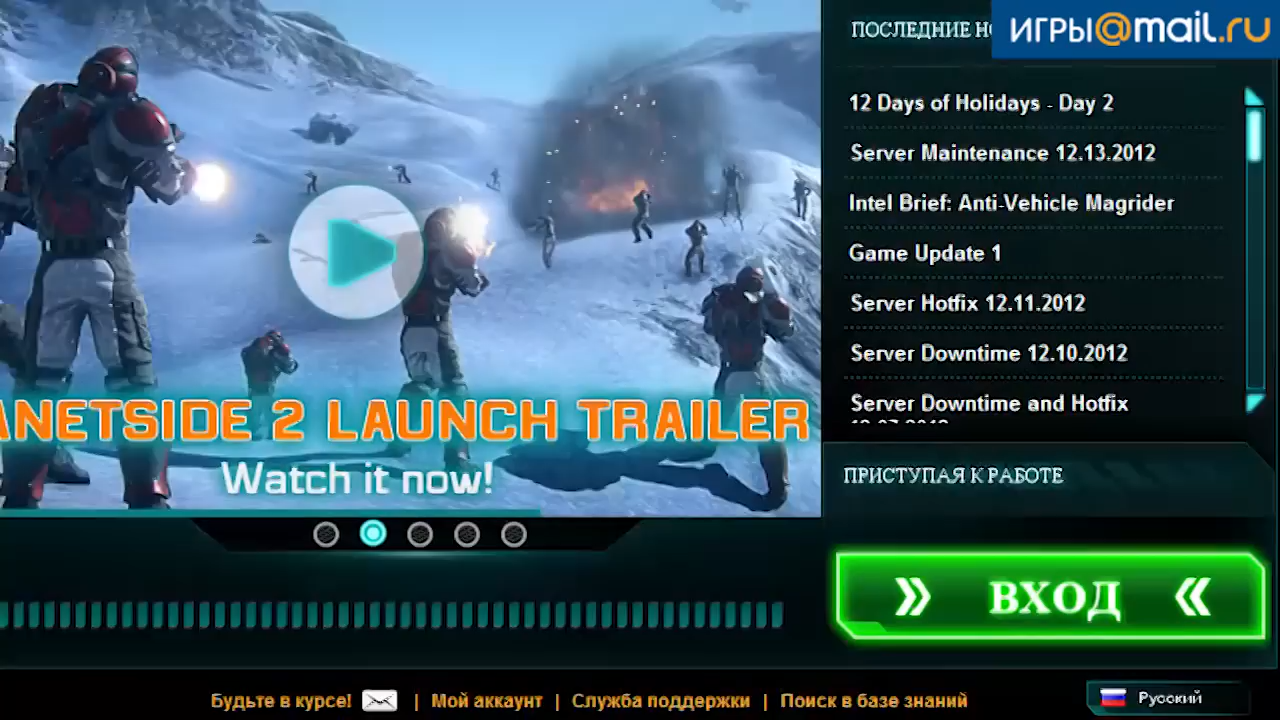 ПОСЛЕДНИЕ
ИГРЫ@mail.ru
12 Days of Holidays - Day 2
Server Maintenance 12.13.2012
Intel Brief: Anti-Vehicle Magrider
Game Update 1
Server Hotfix 12.11.2012
Server Downtime 12.10.2012
Server Downtime and Hotfix
ANETSIDE 2 LAUNCH TRAILER
Watch it now!
ПРИСТУПАЯ К РАБОТЕ
ВХОД
Будьте в курсе! | Мой аккаунт | Служба поддержки | Поиск в базе знаний
Русский